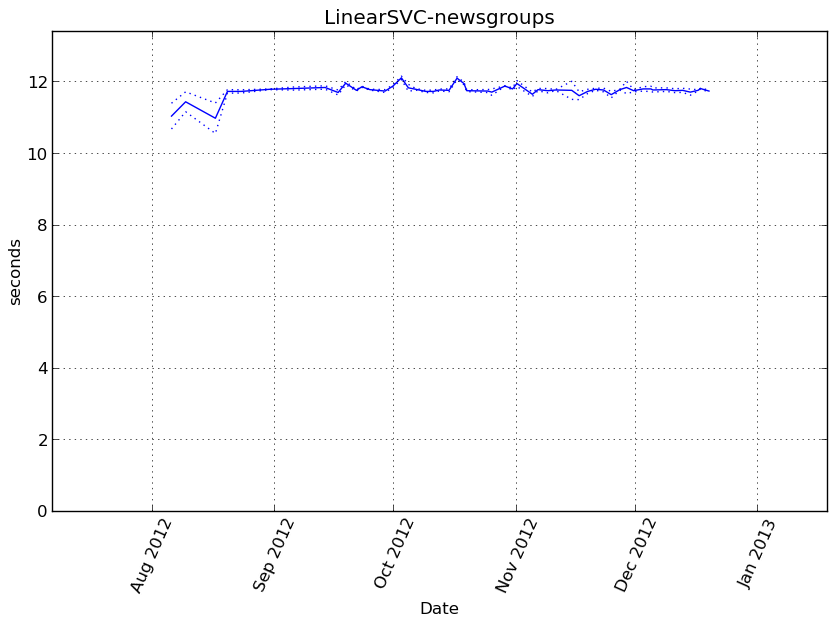 LinearSVC-newsgroups
12
10
8
6
4
2
0
seconds
Aug 2012
Sep 2012
Oct 2012
Nov 2012
Dec 2012
Jan 2013
Date